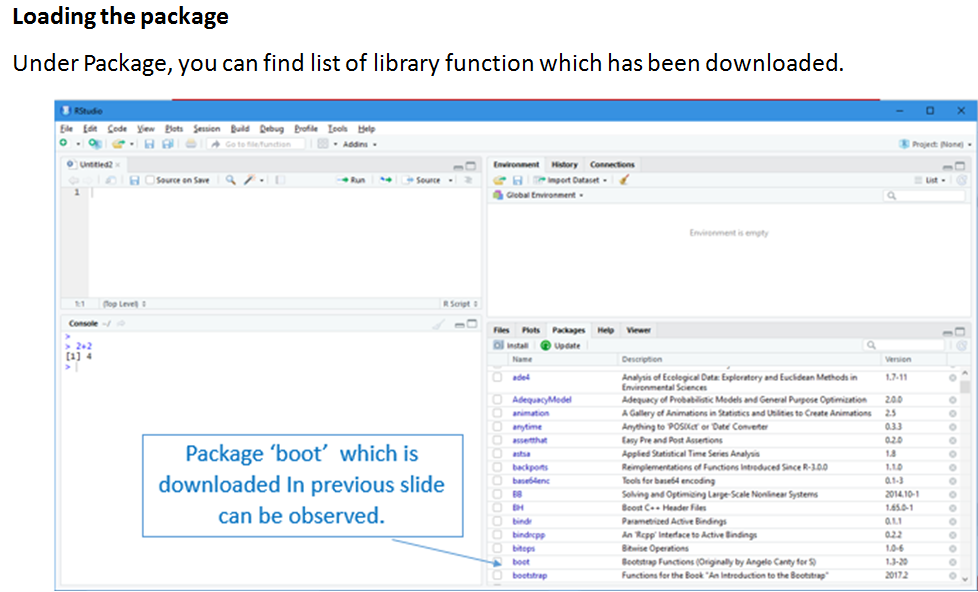 Loading the package
Under Package, you can find list of library function which has been downloaded.
RStudio
File Edit Code View Plots Session Build Debug Profile Tools Help
Go to file/function Addins Project: (None)
Untitled2
Source on Save Run Source
1
1:1 (Top Level) R Script
Console ~/
>
> 2+2
[1] 4
>
Environment History Connections
Import Dataset List
Global Environment
Environment is empty
Files Plots Packages Help Viewer
Install Update
Name Description Version
ade4 Analysis of Ecological Data: Exploratory and Euclidean Methods in 1.7-11
Environmental Sciences
AdequacyModel Adequacy of Probabilistic Models and General Purpose Optimization 2.0.0
animation A Gallery of Animations in Statistics and Utilities to Create Animations 2.5
anytime Anything to 'POSIXct' or 'Date' Converter 0.3.3
assertthat Easy Pre and Post Assertions 0.2.0
astsa Applied Statistical Time Series Analysis 1.8
backports Reimplementations of Functions Introduced Since R-3.0.0 1.1.0
base64enc Tools for base64 encoding 0.1-3
BB Solving and Optimizing Large-Scale Nonlinear Systems 2014.10-1
BH Boost C++ Header Files 1.65.0-1
bindr Parametrized Active Bindings 0.1.1
bindrcpp An 'Rcpp' Interface to Active Bindings 0.2.2
bitops Bitwise Operations 1.0-6
boot Bootstrap Functions (Originally by Angelo Canty for S) 1.3-20
bootstrap Functions for the Book "An Introduction to the Bootstrap" 2017.2
Package ‘boot’ which is
downloaded In previous slide
can be observed.